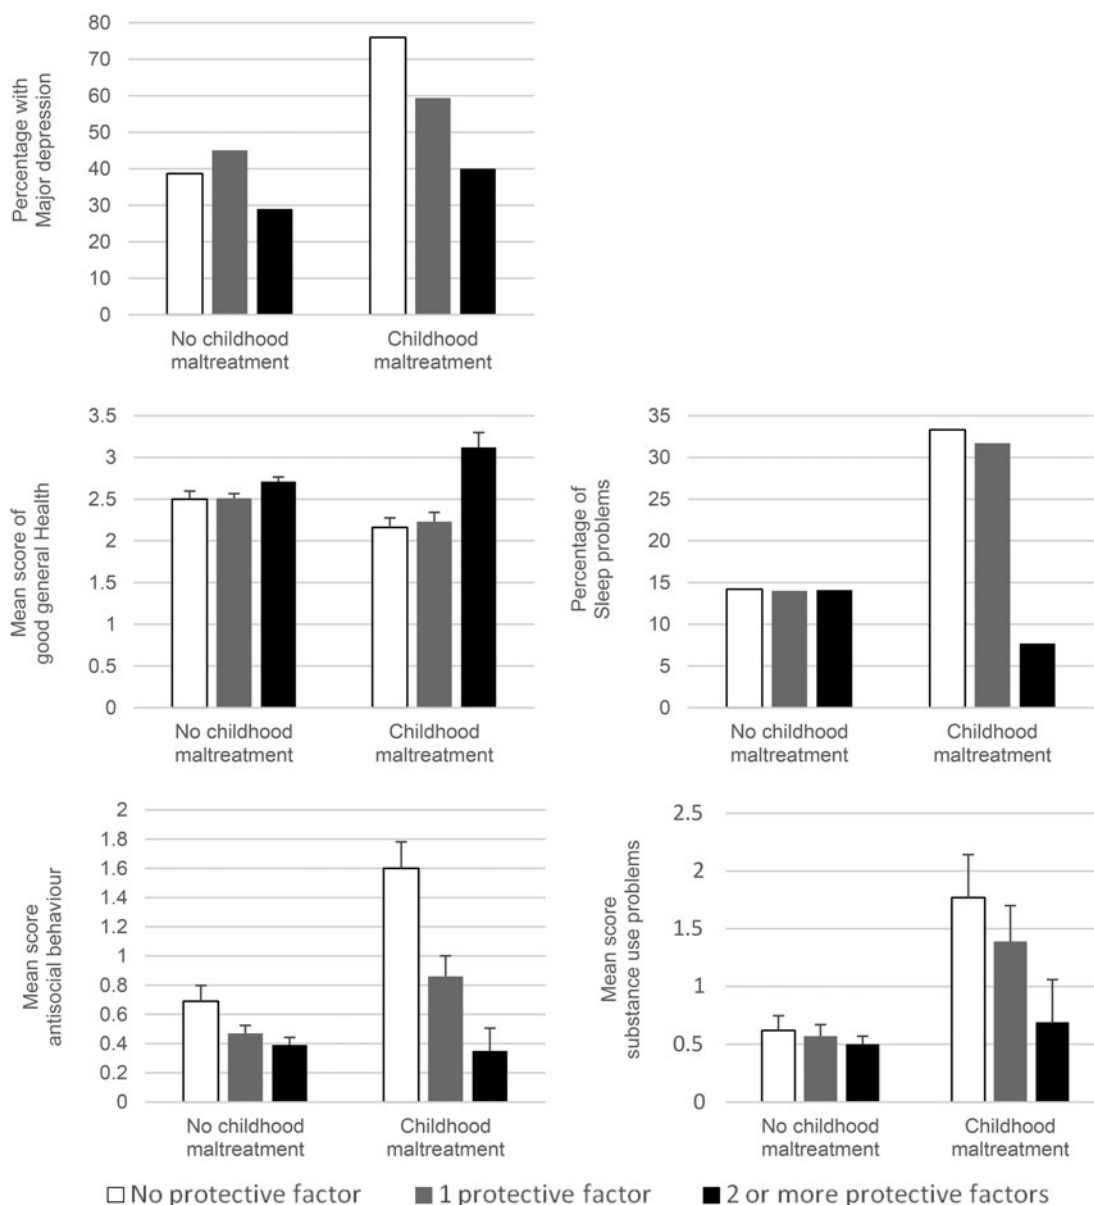 Percentage with
Major depression
80
70
60
50
40
30
20
10
0
No childhood
maltreatment
Childhood
maltreatment
Mean score of
good general Health
3.5
3
2.5
2
1.5
1
0.5
0
No childhood
maltreatment
Childhood
maltreatment
Percentage of
Sleep problems
35
30
25
20
15
10
5
0
No childhood
maltreatment
Childhood
maltreatment
Mean score
antisocial behaviour
2
1.8
1.6
1.4
1.2
1
0.8
0.6
0.4
0.2
0
No childhood
maltreatment
Childhood
maltreatment
Mean score
substance use problems
2.5
2
1.5
1
0.5
0
No childhood
maltreatment
Childhood
maltreatment
No protective factor
1 protective factor
2 or more protective factors